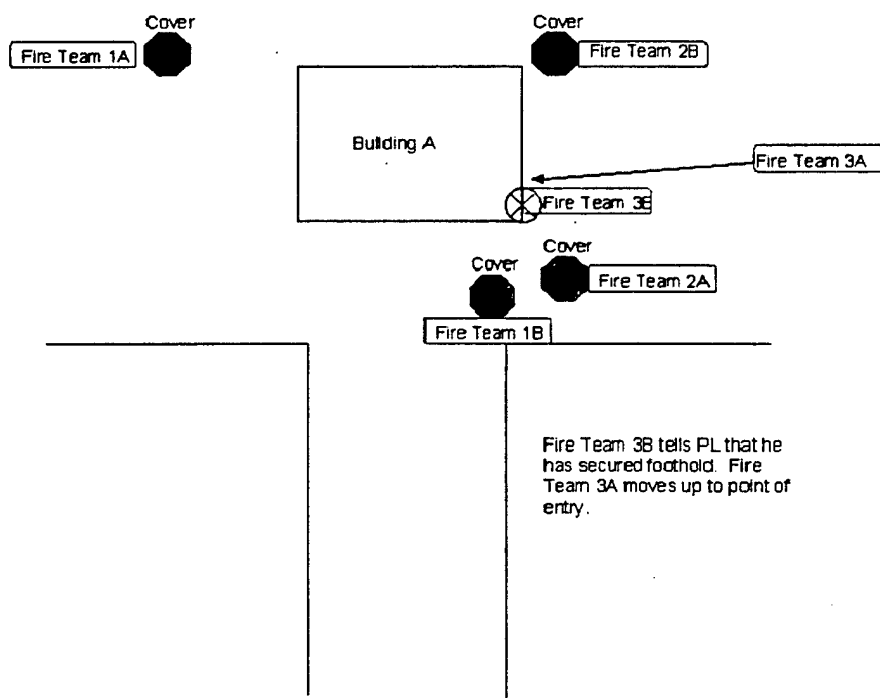 Cover
Cover
Fire Team 1A
Fire Team 2B
Building A
Fire Team 3A
Fire Team 3B
Cover
Cover
Fire Team 2A
Fire Team 1B
Fire Team 3B tells PL that he
has secured foothold. Fire
Team 3A moves up to point of
entry.